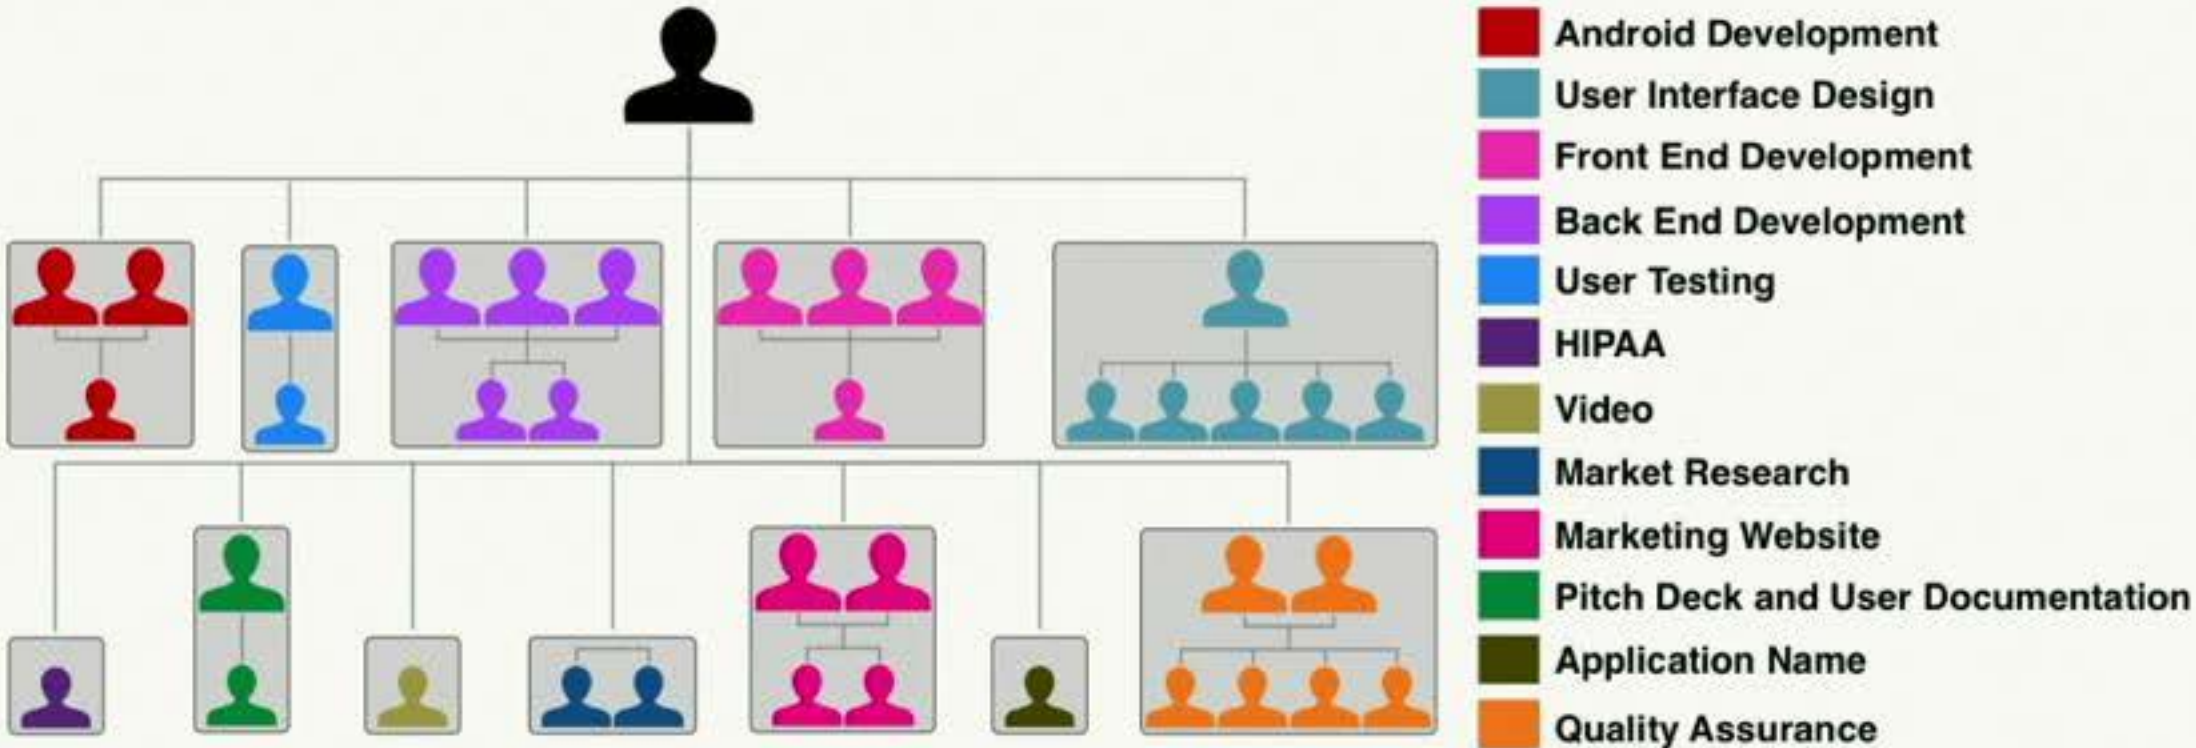 Android Development
User Interface Design
Front End Development
Back End Development
User Testing
HIPAA
Video
Market Research
Marketing Website
Pitch Deck and User Documentation
Application Name
Quality Assurance